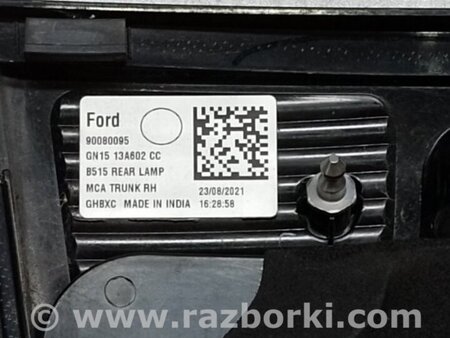 Ford
90080095
GN15 13A602 CC
B515 REAR LAMP
MCA TRUNK RH 23/08/2021
GHBXC MADE IN INDIA 16:28:58
© www.razborki.com